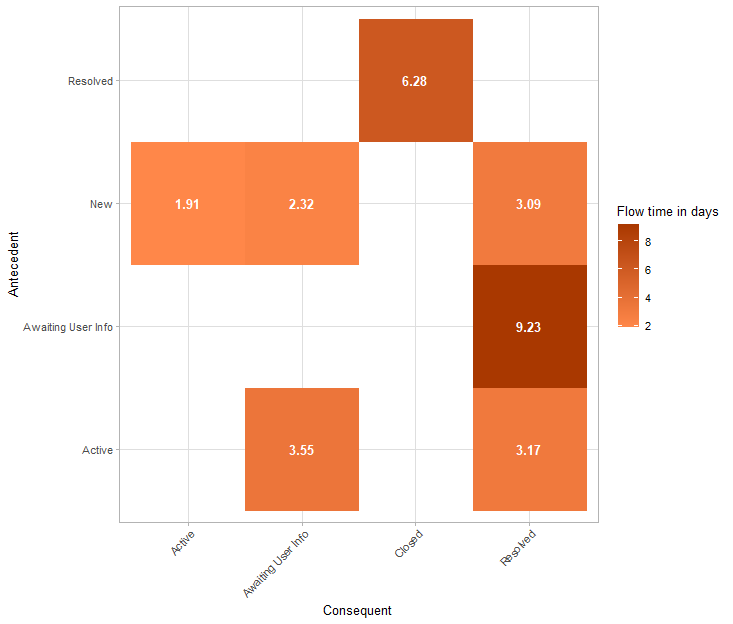 Resolved
6.28
New
1.91
2.32
3.09
Awaiting User Info
9.23
Active
3.55
3.17
Antecedent
Active
Awaiting User Info
Closed
Resolved
Consequent
Flow time in days
8
6
4
2